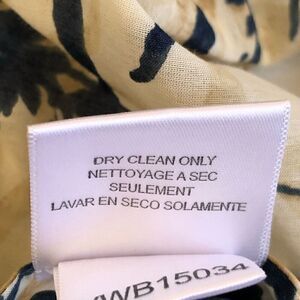 DRY CLEAN ONLY
NETTOYAGE A SEC
SEULEMENT
LAVAR EN SECO SOLAMENTE
WB15034